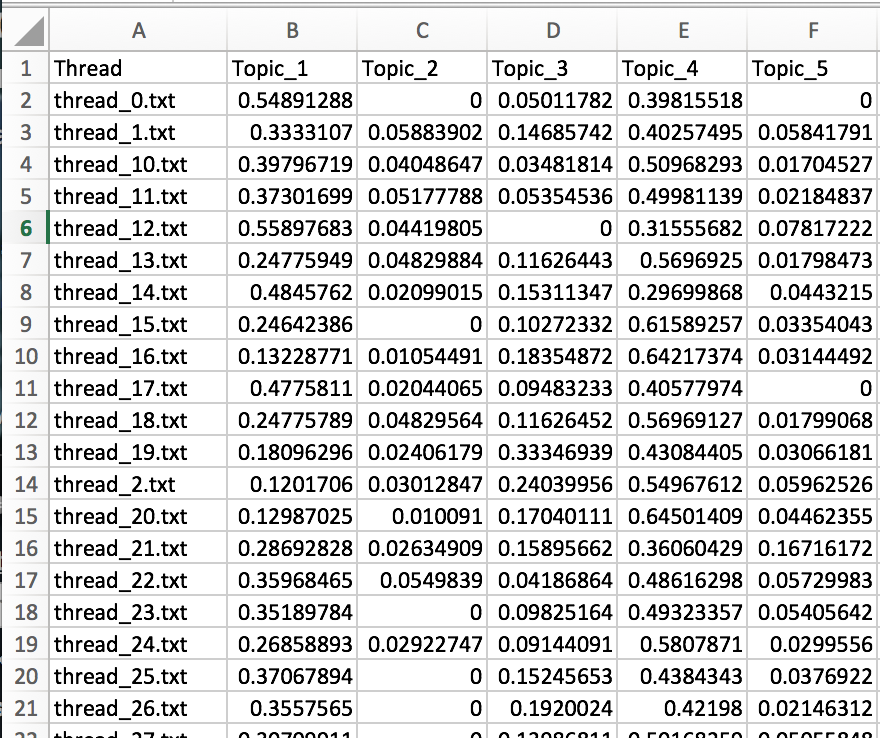 A B C D E F
1 Thread Topic_1 Topic_2 Topic_3 Topic_4 Topic_5
2 thread_0.txt 0.54891288 0 0.05011782 0.39815518 0
3 thread_1.txt 0.3333107 0.05883902 0.14685742 0.40257495 0.05841791
4 thread_10.txt 0.39796719 0.04048647 0.03481814 0.50968293 0.01704527
5 thread_11.txt 0.37301699 0.05177788 0.05354536 0.49981139 0.02184837
6 thread_12.txt 0.55897683 0.04419805 0 0.31555682 0.07817222
7 thread_13.txt 0.24775949 0.04829884 0.11626443 0.5696925 0.01798473
8 thread_14.txt 0.4845762 0.02099015 0.15311347 0.29699868 0.0443215
9 thread_15.txt 0.24642386 0 0.10272332 0.61589257 0.03354043
10 thread_16.txt 0.13228771 0.01054491 0.18354872 0.64217374 0.03144492
11 thread_17.txt 0.4775811 0.02044065 0.09483233 0.40577974 0
12 thread_18.txt 0.24775789 0.04829564 0.11626452 0.56969127 0.01799068
13 thread_19.txt 0.18096296 0.02406179 0.33346939 0.43084405 0.03066181
14 thread_2.txt 0.1201706 0.03012847 0.24039956 0.54967612 0.05962526
15 thread_20.txt 0.12987025 0.010091 0.17040111 0.64501409 0.04462355
16 thread_21.txt 0.28692828 0.02634909 0.15895662 0.36060429 0.16716172
17 thread_22.txt 0.35968465 0.0549839 0.04186864 0.48616298 0.05729983
18 thread_23.txt 0.35189784 0 0.09825164 0.49323357 0.05405642
19 thread_24.txt 0.26858893 0.02922747 0.09144091 0.5807871 0.0299556
20 thread_25.txt 0.37067894 0 0.15245653 0.4384343 0.0376922
21 thread_26.txt 0.3557565 0 0.1920024 0.42198 0.02146312